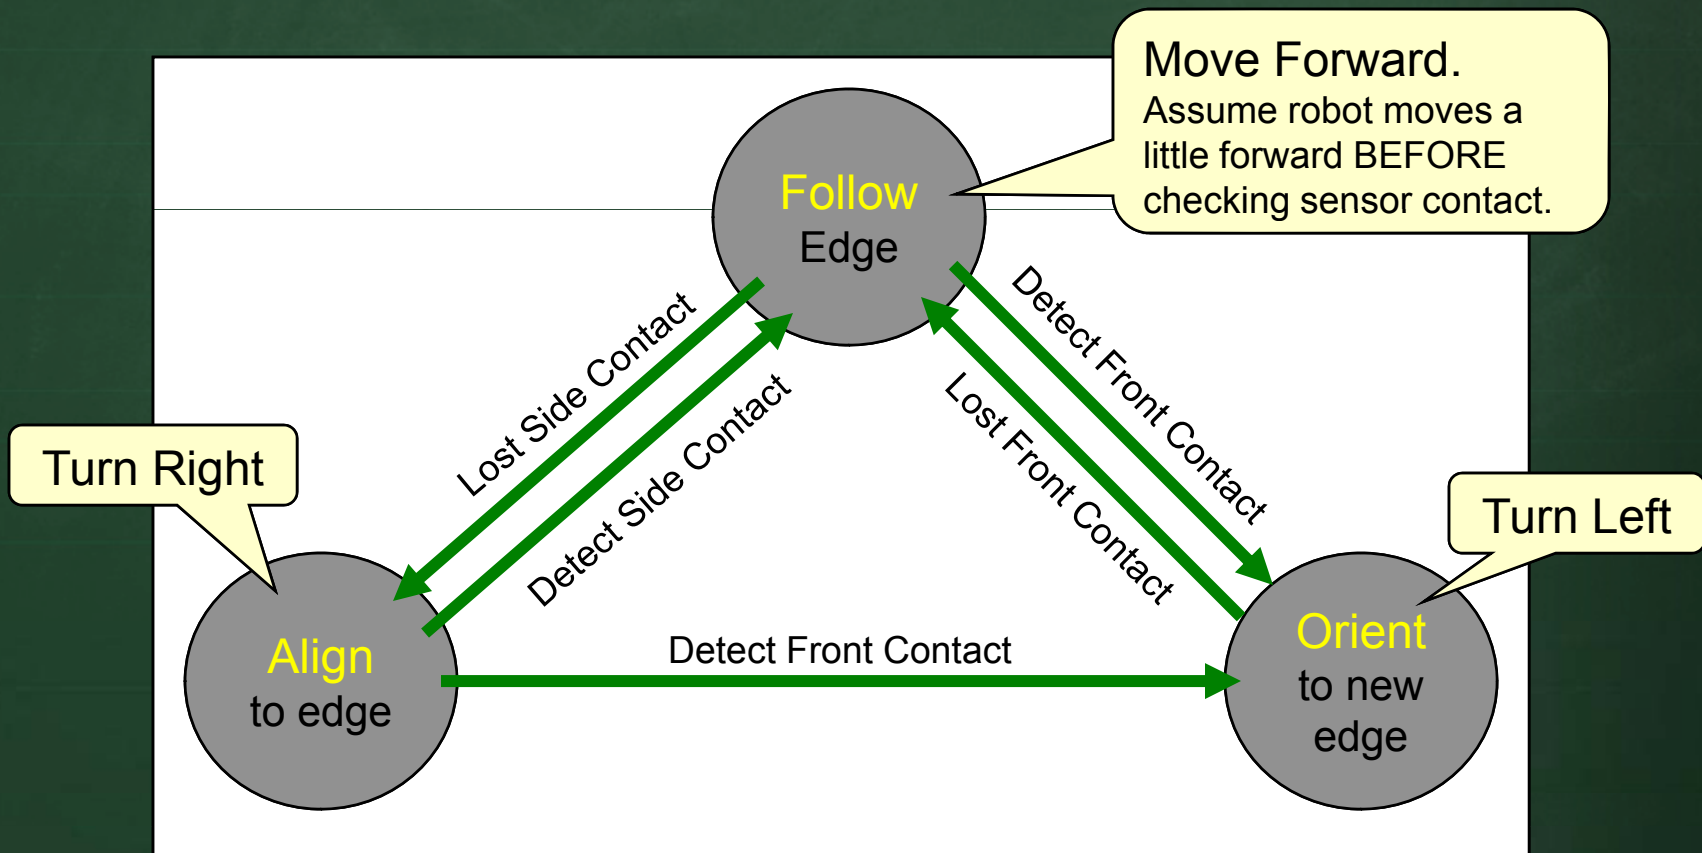 Move Forward.
Assume robot moves a
little forward BEFORE
checking sensor contact.
Follow
Edge
Lost Side Contact
Detect Side Contact
Detect Front Contact
Lost Front Contact
Turn Right
Turn Left
Align
to edge
Detect Front Contact
Orient
to new
edge